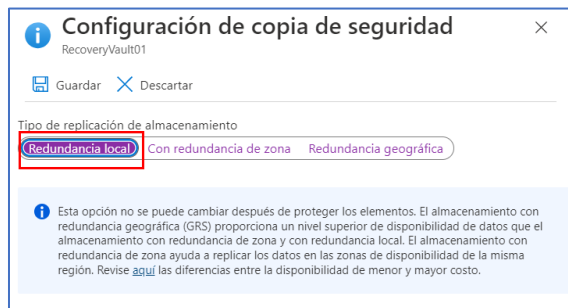 Configuración de copia de seguridad
RecoveryVault01
Guardar Descartar
Tipo de replicación de almacenamiento
Redundancia local Con redundancia de zona Redundancia geográfica
Esta opción no se puede cambiar después de proteger los elementos. El almacenamiento con
redundancia geográfica (GRS) proporciona un nivel superior de disponibilidad de datos que el
almacenamiento con redundancia de zona y con redundancia local. El almacenamiento con
redundancia de zona ayuda a replicar los datos en las zonas de disponibilidad de la misma
región. Revise aquí las diferencias entre la disponibilidad de menor y mayor costo.